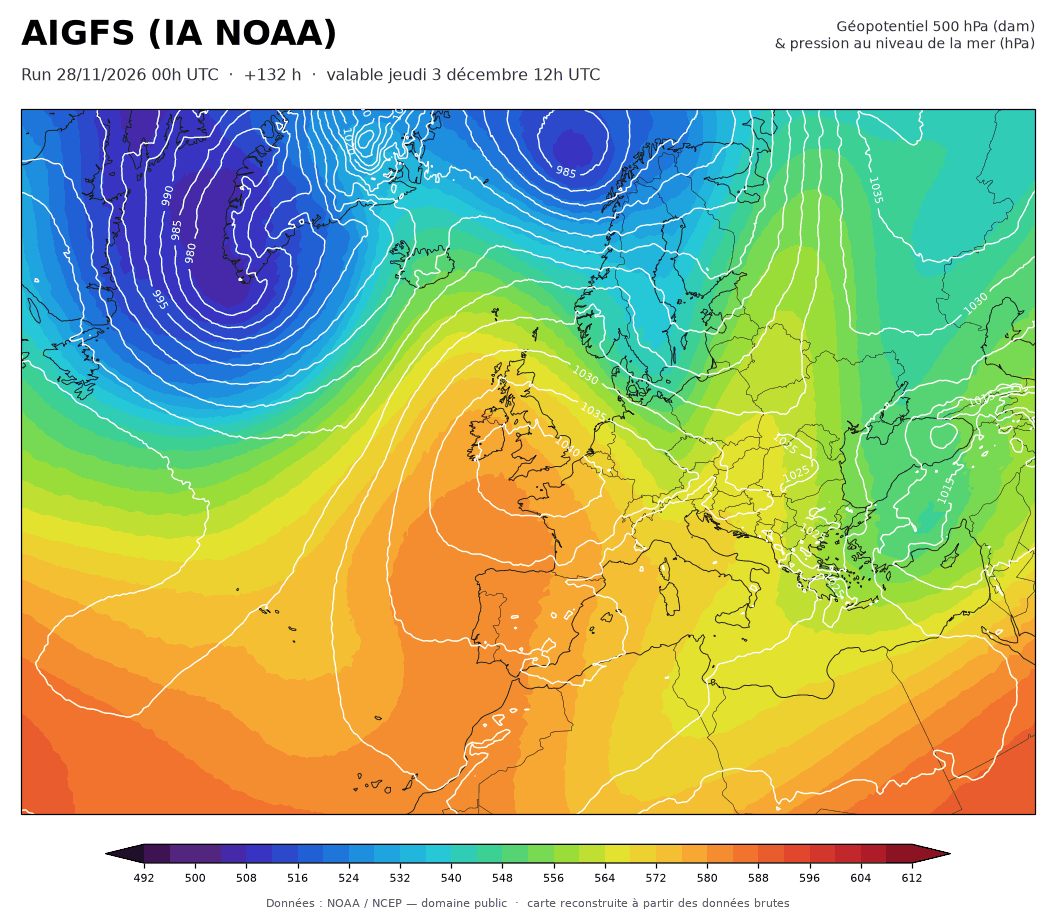 AIGFS (IA NOAA)
Géopotentiel 500 hPa (dam)
& pression au niveau de la mer (hPa)
Run 28/11/2026 00h UTC · +132 h · valable jeudi 3 décembre 12h UTC
990
985
980
995
985
1035
1030
1030
1035
1025
1025
1015
492 500 508 516 524 532 540 548 556 564 572 580 588 596 604 612
Données : NOAA / NCEP — domaine public · carte reconstruite à partir des données brutes